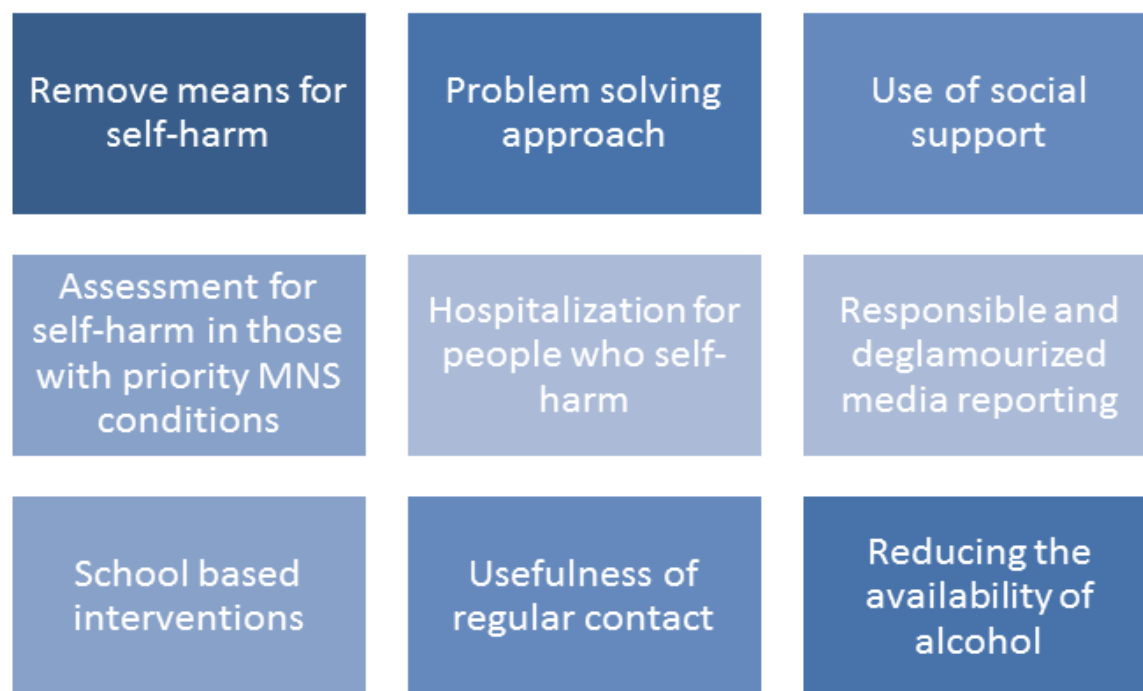 Remove means for
self-harm
Problem solving
approach
Use of social
support
Assessment for
self-harm in those
with priority MNS
conditions
Hospitalization for
people who self-
harm
Responsible and
deglamourized
media reporting
School based
interventions
Usefulness of
regular contact
Reducing the
availability of
alcohol